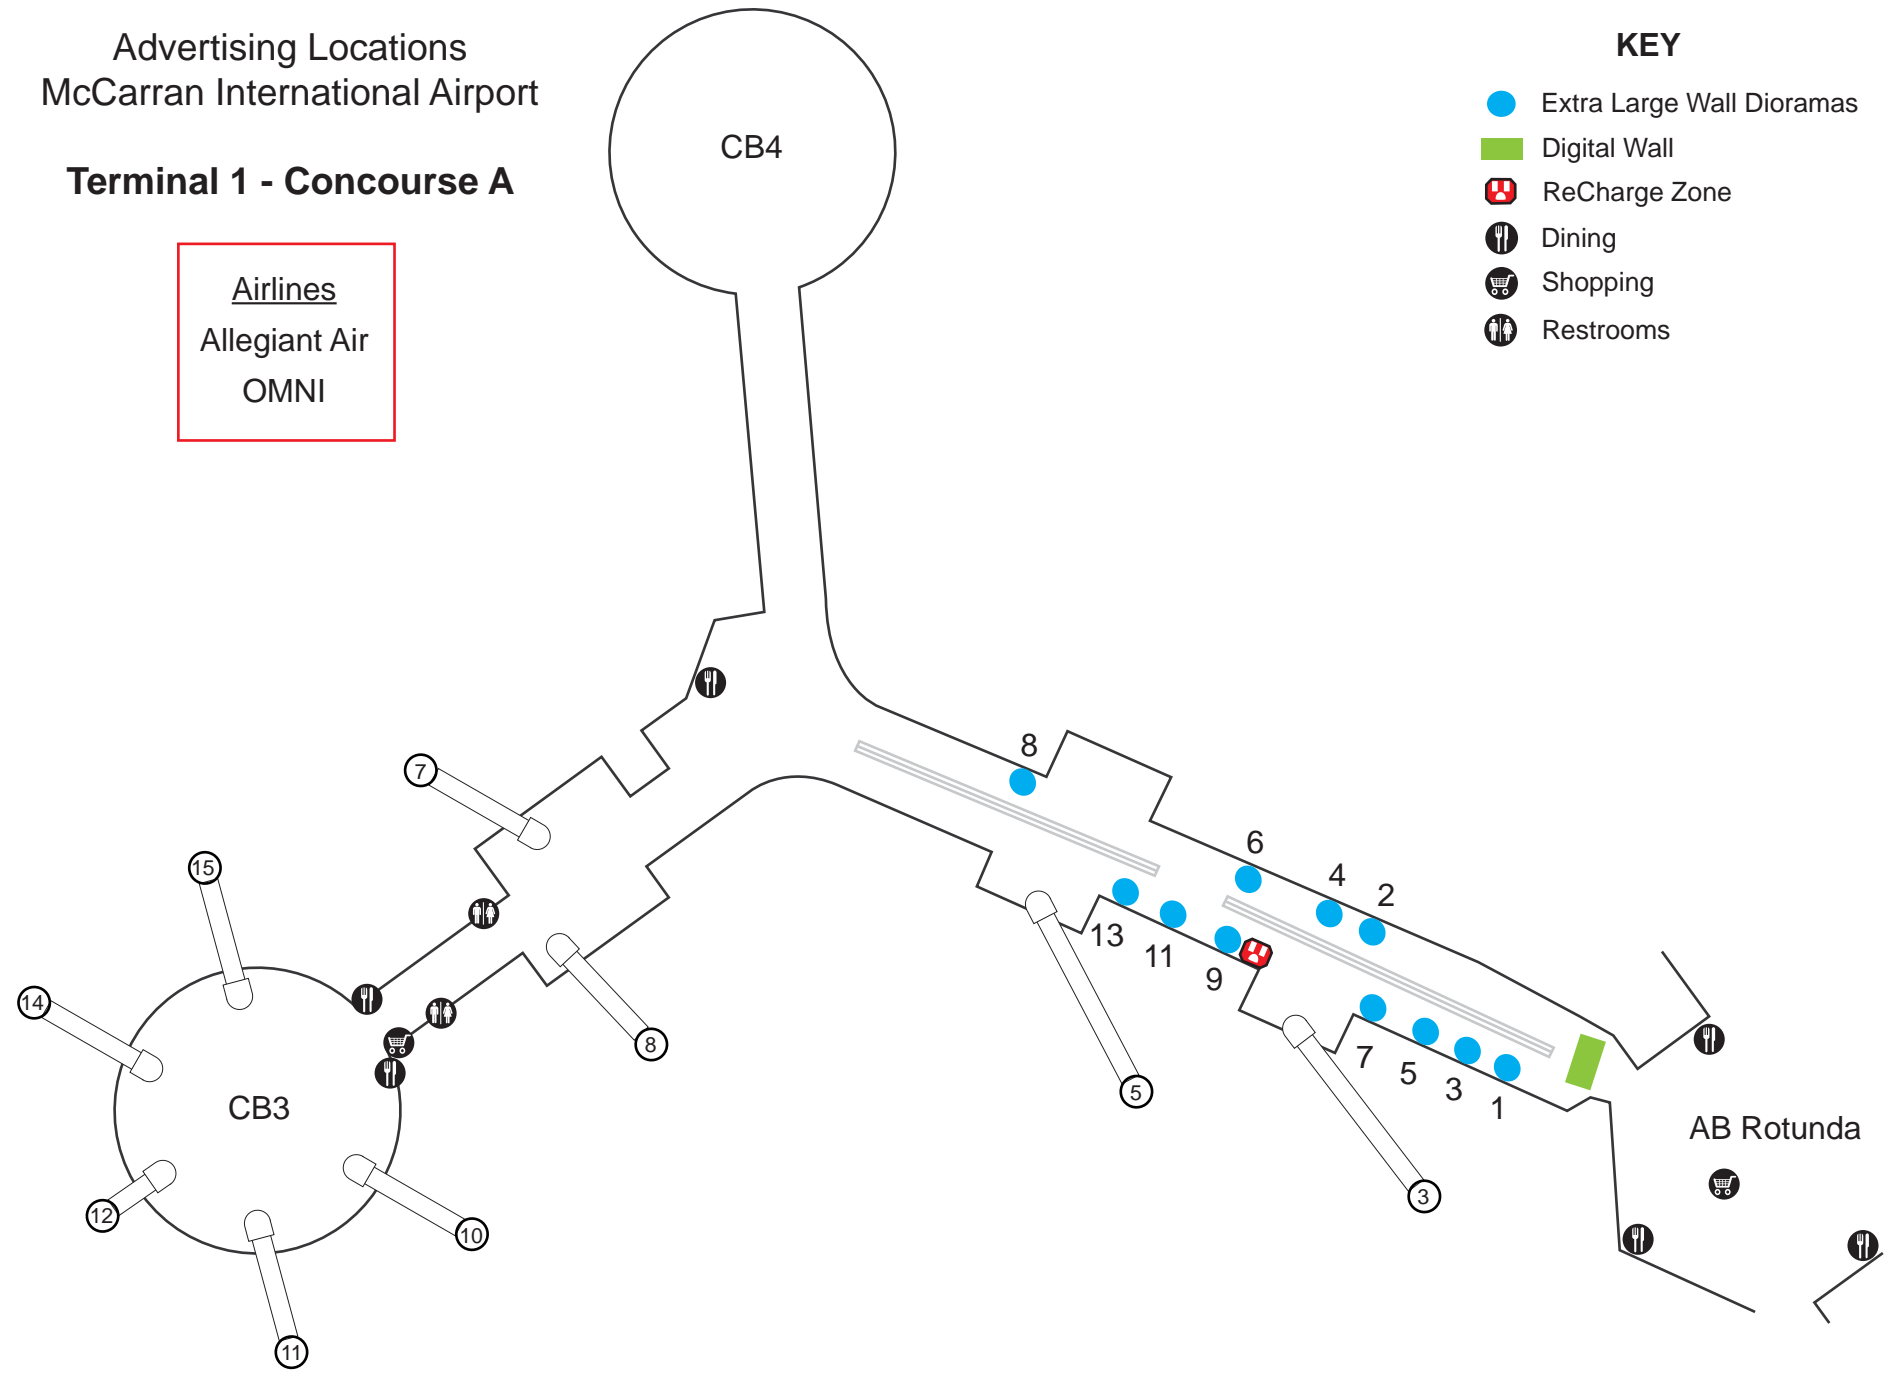 Advertising Locations
McCarran International Airport
Terminal 1 - Concourse A
Airlines
Allegiant Air
OMNI
KEY
Extra Large Wall Dioramas
Digital Wall
ReCharge Zone
Dining
Shopping
Restrooms
CB4
8
6
4
2
13
11
9
7
5
3
1
7
15
14
8
5
3
CB3
12
10
11
AB Rotunda